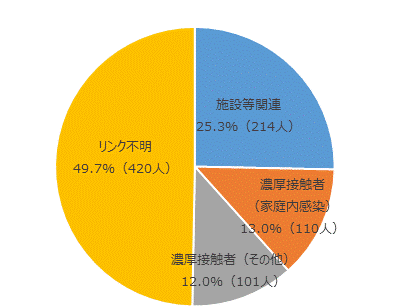 施設等関連
25.3%（214人）
濃厚接触者
（家庭内感染）
13.0%（110人）
濃厚接触者（その他）
12.0%（101人）
リンク不明
49.7%（420人）